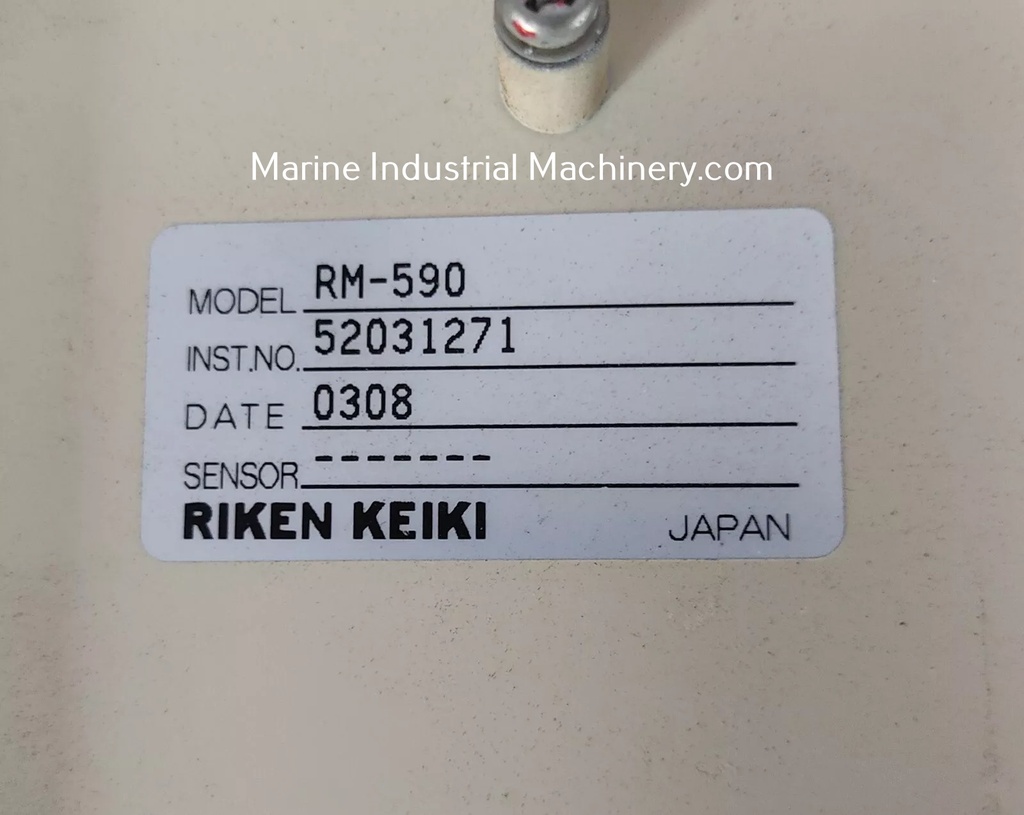 Marine Industrial Machinery.com
MODEL RM-590
INST.NO. 52031271
DATE 0308
SENSOR -------
RIKEN KEIKI JAPAN